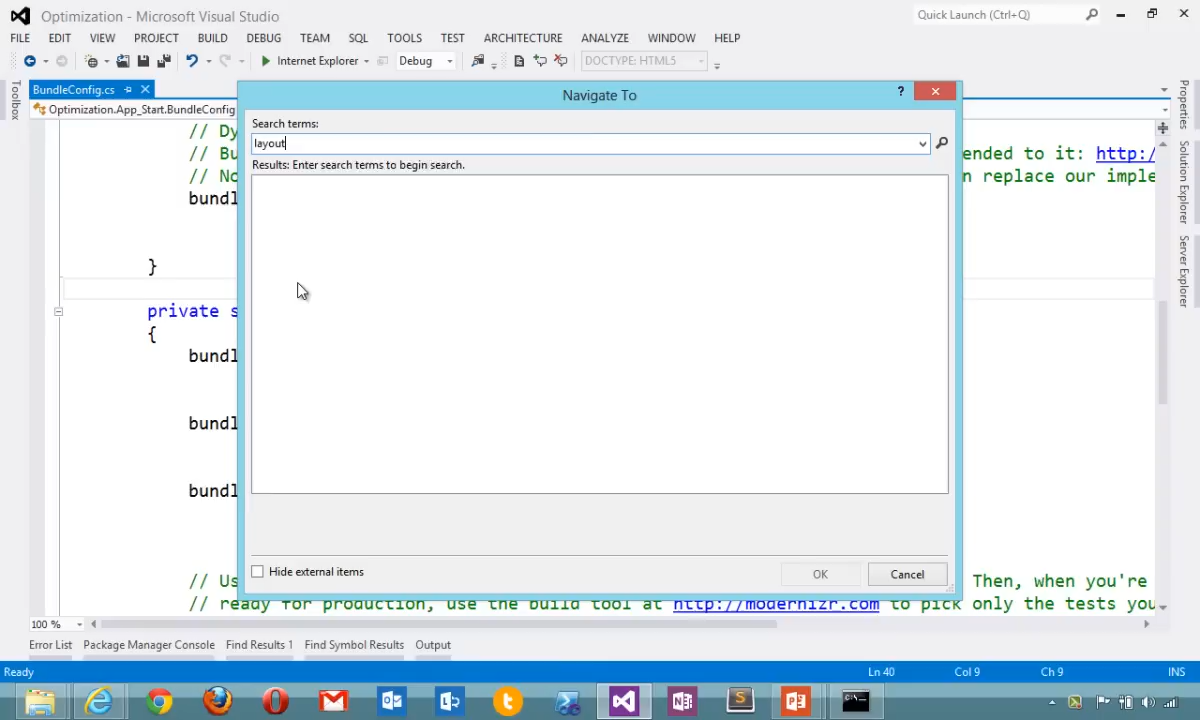 Optimization - Microsoft Visual Studio
Quick Launch (Ctrl+Q)
FILE EDIT VIEW PROJECT BUILD DEBUG TEAM SQL TOOLS TEST ARCHITECTURE ANALYZE WINDOW HELP
Internet Explorer Debug DOCTYPE: HTML5
Toolbox
BundleConfig.cs
Optimization.App_Start.BundleConfig
Navigate To
?
Search terms:
layout
Results: Enter search terms to begin search.
// Dy
// Bu ended to it: http:/
// No n replace our imple
bundl
}
private s
{
bundl
bundl
bundl
// Us Then, when you're
// ready for production, use the build tool at http://modernizr.com to pick only the tests you
Hide external items
OK
Cancel
Properties
Solution Explorer
Server Explorer
100 %
Error List Package Manager Console Find Results 1 Find Symbol Results Output
Ready Ln 40 Col 9 Ch 9 INS